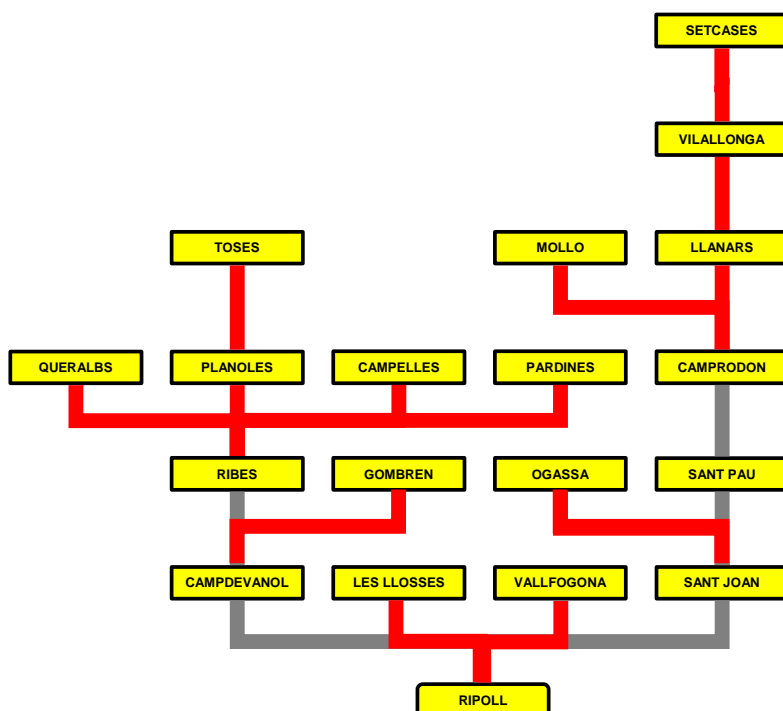 SETCASES
VILALLONGA
TOSES
MOLLO
LLANARS
QUERALBS
PLANOLES
CAMPELLES
PARDINES
CAMPRODON
RIBES
GOMBREN
OGASSA
SANT PAU
CAMPDEVANOL
LES LLOSSES
VALLFOGONA
SANT JOAN
RIPOLL